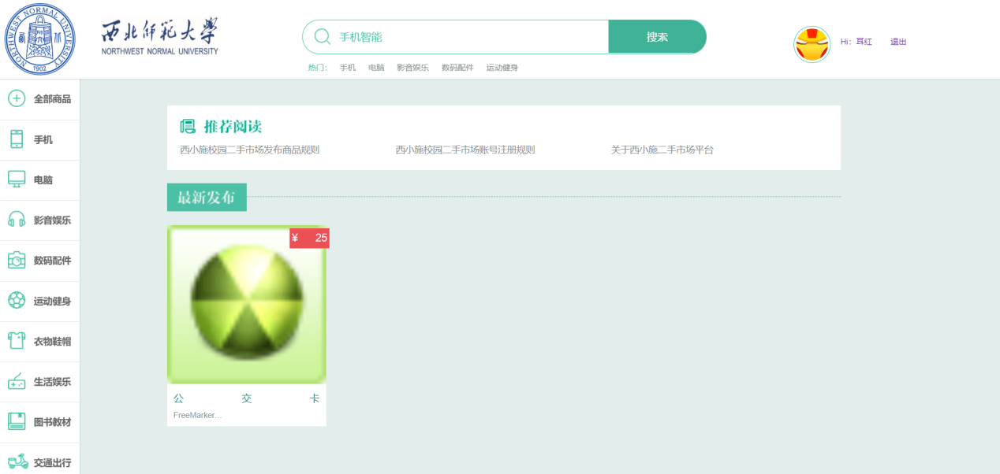 NORTHWEST NORMAL UNIVERSITY
1902
西北师范大学
NORTHWEST NORMAL UNIVERSITY
手机智能
搜索
热门： 手机 电脑 影音娱乐 数码配件 运动健身
Hi：耳红 退出
全部商品
手机
电脑
影音娱乐
数码配件
运动健身
衣物鞋帽
生活娱乐
图书教材
交通出行
推荐阅读
西小施校园二手市场发布商品规则 西小施校园二手市场账号注册规则 关于西小施二手市场平台
最新发布
¥ 25
公 交 卡
FreeMarker...